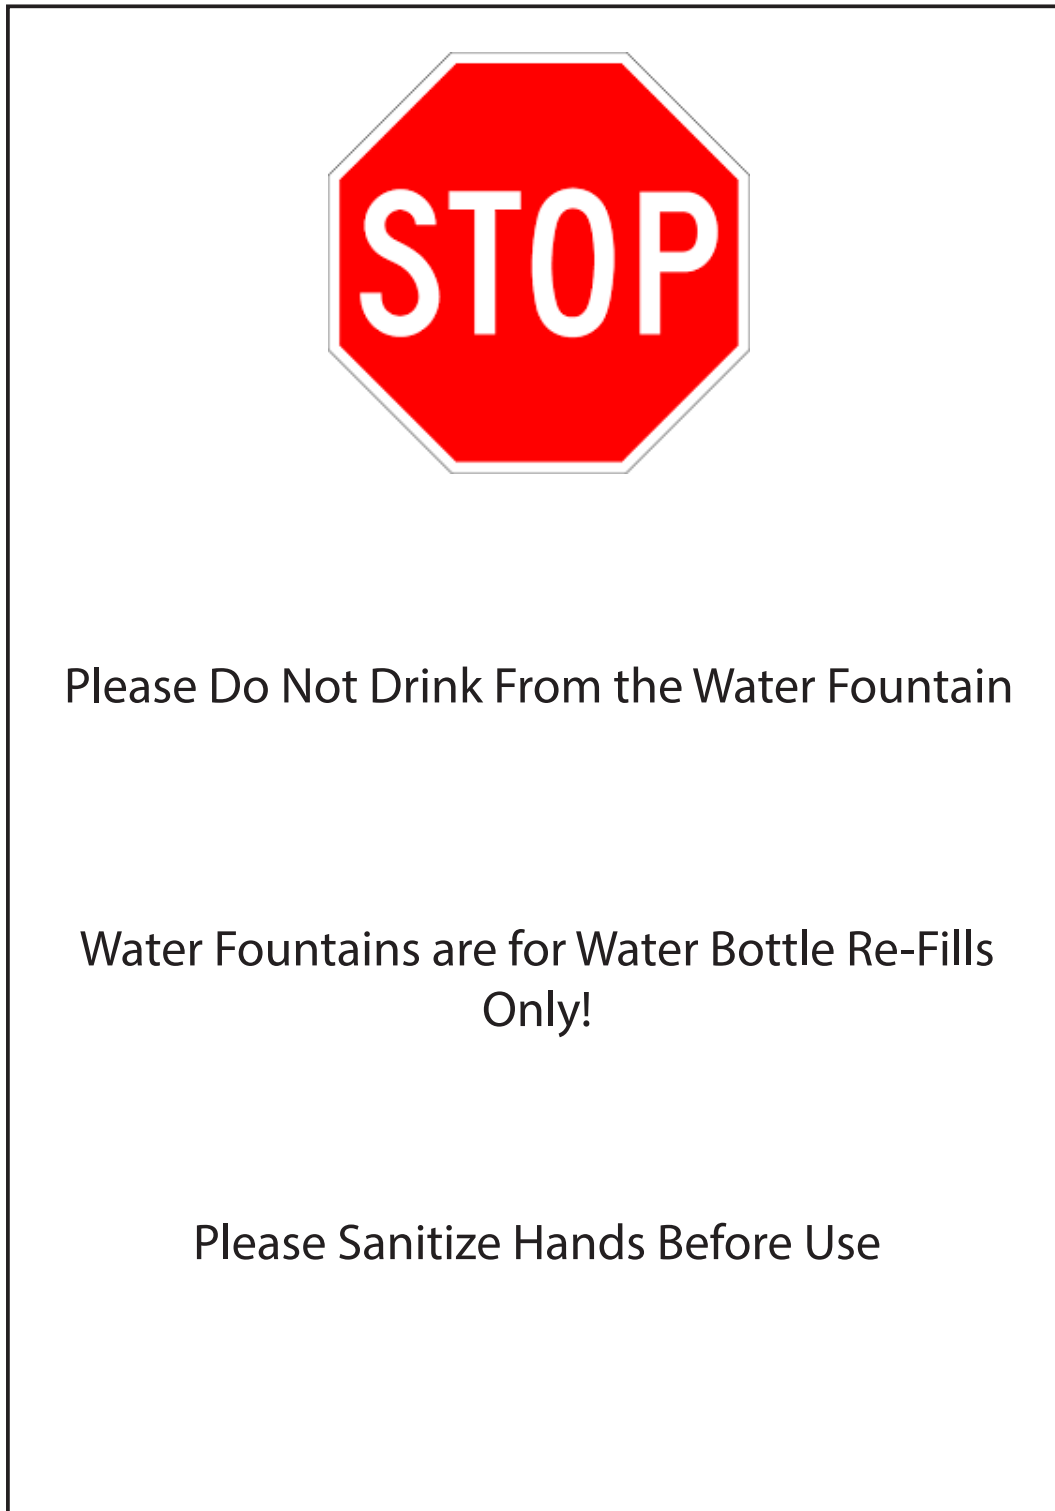 STOP
Please Do Not Drink From the Water Fountain
Water Fountains are for Water Bottle Re-Fills
Only!
Please Sanitize Hands Before Use